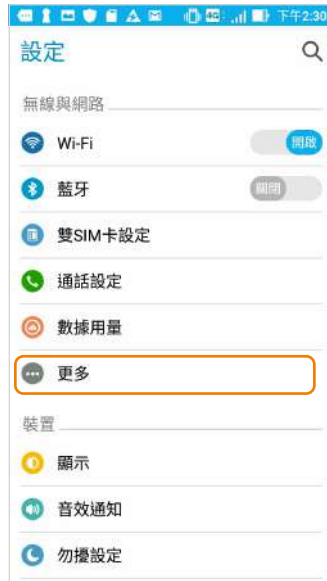 4G 下午2:30
設定
無線與網路
Wi-Fi 開啟
藍牙 關閉
雙SIM卡設定
通話設定
數據用量
更多
裝置
顯示
音效通知
勿擾設定